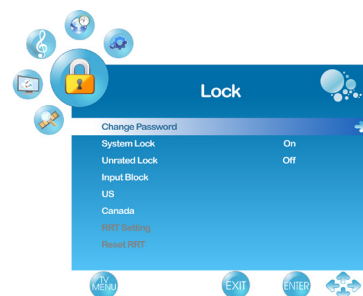 Lock
Change Password
System Lock On
Unrated Lock Off
Input Block
US
Canada
RRT Setting
Reset RRT
TV
MENU
EXIT
ENTER